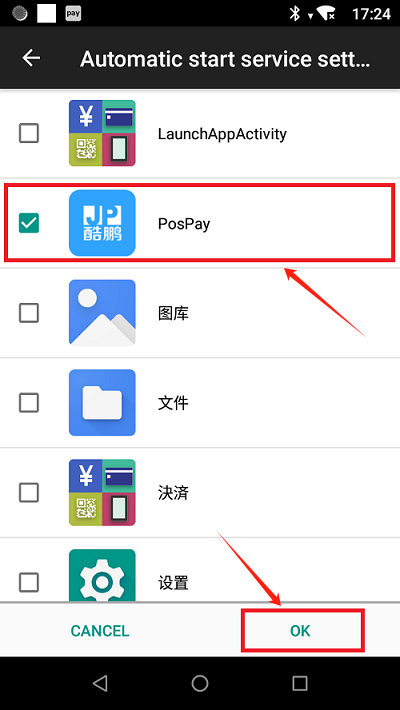 pay
17:24
Automatic start service sett...
¥
LaunchAppActivity
JP
酷鹏
PosPay
图库
文件
¥
決済
设置
CANCEL
OK